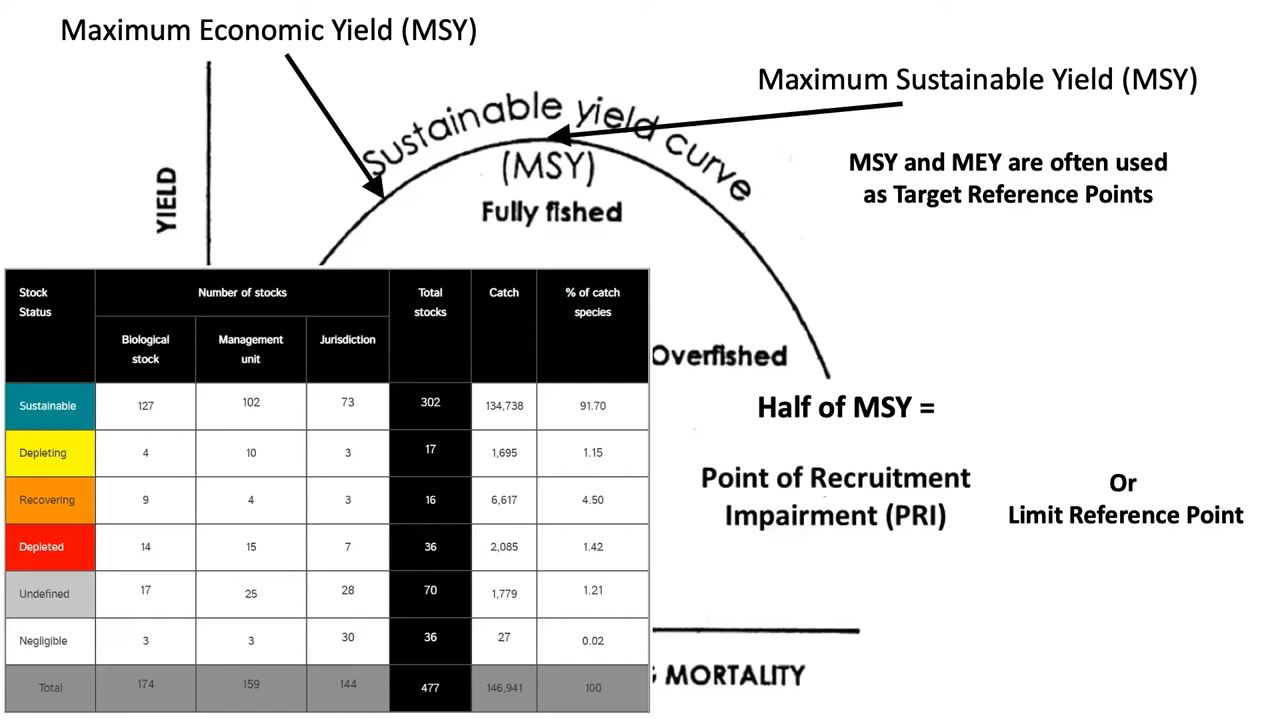 Maximum Economic Yield (MSY)
Maximum Sustainable Yield (MSY)
Sustainable yield curve
(MSY)
Fully fished
YIELD
MSY and MEY are often used
as Target Reference Points
Stock
Status
Number of stocks
Total
stocks
Catch
% of catch
species
Biological
stock
Management
unit
Jurisdiction
Sustainable 127 102 73 302 134,738 91.70
Depleting 4 10 3 17 1,695 1.15
Recovering 9 4 3 16 6,617 4.50
Depleted 14 15 7 36 2,085 1.42
Undefined 17 25 28 70 1,779 1.21
Negligible 3 3 30 36 27 0.02
Total 174 159 144 477 146,941 100
Overfished
Half of MSY =
Point of Recruitment
Impairment (PRI)
Or
Limit Reference Point
MORTALITY